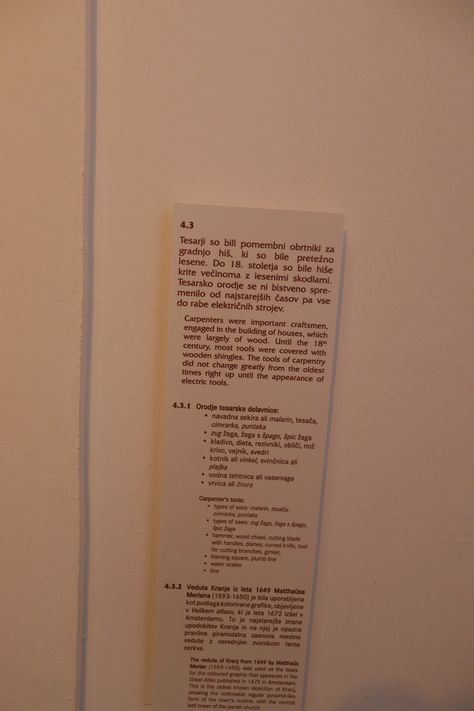 4.3
Tesarji so bili pomembni obrtniki za
gradnjo hiš, ki so bile pretežno
lesene. Do 18. stoletja so bile hiše
krite večinoma z lesenimi skodlami.
Tesarsko orodje se ni bistveno spre-
menilo od najstarejših časov pa vse
do rabe električnih strojev.
Carpenters were important craftsmen,
engaged in the building of houses, which
were largely of wood. Until the 18th
century, most roofs were covered with
wooden shingles. The tools of carpentry
did not change greatly from the oldest
times right up until the appearance of
electric tools.
4.3.1 Orodje tesarske delavnice:
• navadna sekira ali malarin, tesača,
cimrarka, puntaka
• zug žaga, žaga s špago, špic žaga
• kladivo, dleta, rezivniki, obliči, nož
krivo, vejnik, svedri
• kotnik ali vinkel, svinčnica ali
plajba
• vodna tehtnica ali vaservaga
• vrvica ali žnora
Carpenter's tools:
• types of axes: malarin, tesača,
cimrarka, puntaka
• types of saws: zug žaga, žaga s špago,
špic žaga
• hammer, wood chisel, cutting blade
with handles, planes, curved knife, tool
for cutting branches, gimlet,
• framing square, plumb line
• water scales
• line
4.3.2 Veduta Kranja iz leta 1649 Matthaüsa
Meriana (1593-1650) je bila uporabljena
kot podlaga kolorirane grafike, objavljene
v Velikem atlasu, ki je leta 1672 izšel v
Amsterdamu. To je najstarejša znana
upodobitev Kranja in na njej je opazna
pravilna piramidalna zasnova mestne
vedute z osrednjim zvonikom farne
cerkve.
The veduta of Kranj from 1649 by Matthaüs
Merian (1593-1650), was used as the basis
for the coloured graphic that appeared in the
Great Atlas published in 1672 in Amsterdam.
This is the oldest known depiction of Kranj,
showing the noticeable regular pyramid-like
form of the town's outline, with the central
bell tower of the parish church.